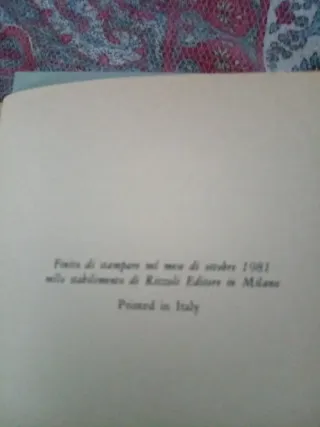 Finito di stampare nel mese di ottobre 1981
nello stabilimento di Rizzoli Editore in Milano
Printed in Italy